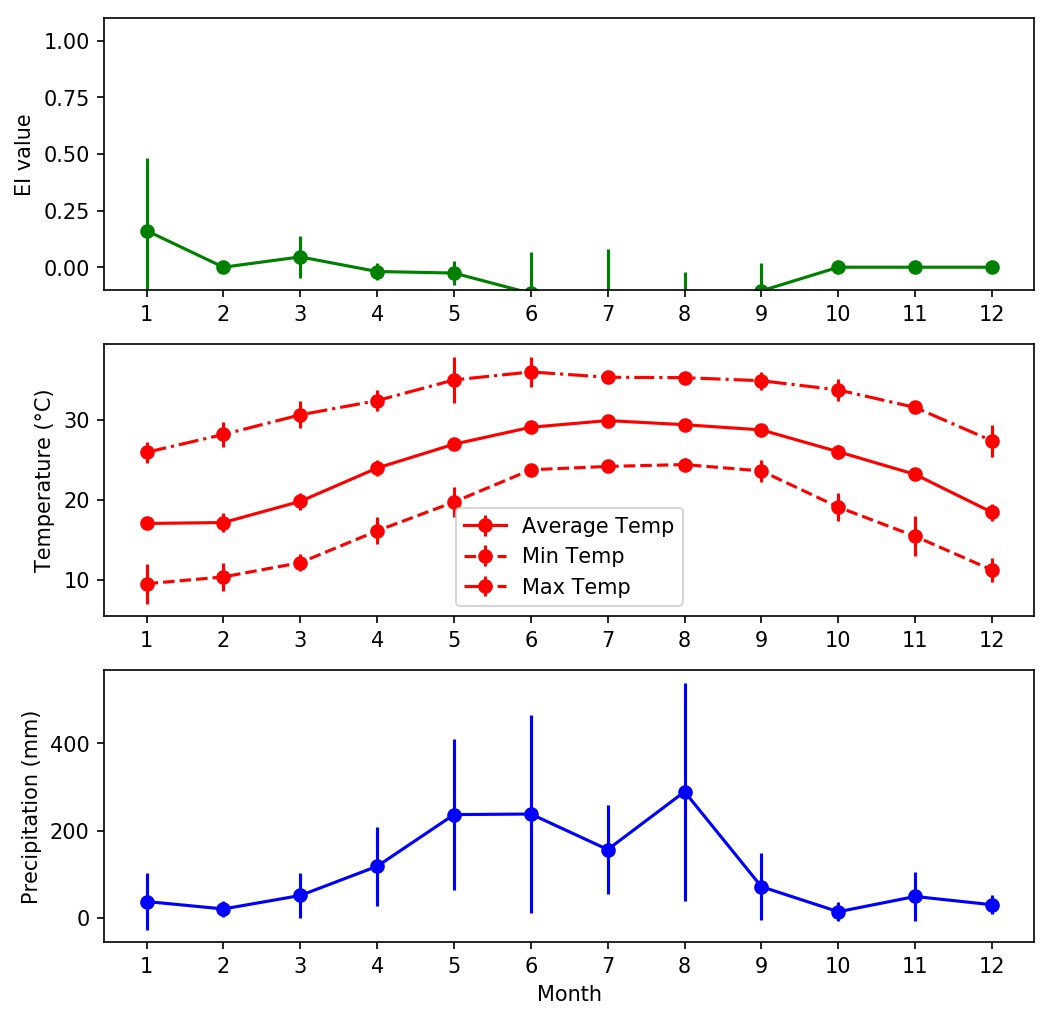 EI value
1.00
0.75
0.50
0.25
0.00
1 2 3 4 5 6 7 8 9 10 11 12
Temperature (°C)
30
20
10
Average Temp
Min Temp
Max Temp
1 2 3 4 5 6 7 8 9 10 11 12
Precipitation (mm)
400
200
0
1 2 3 4 5 6 7 8 9 10 11 12
Month